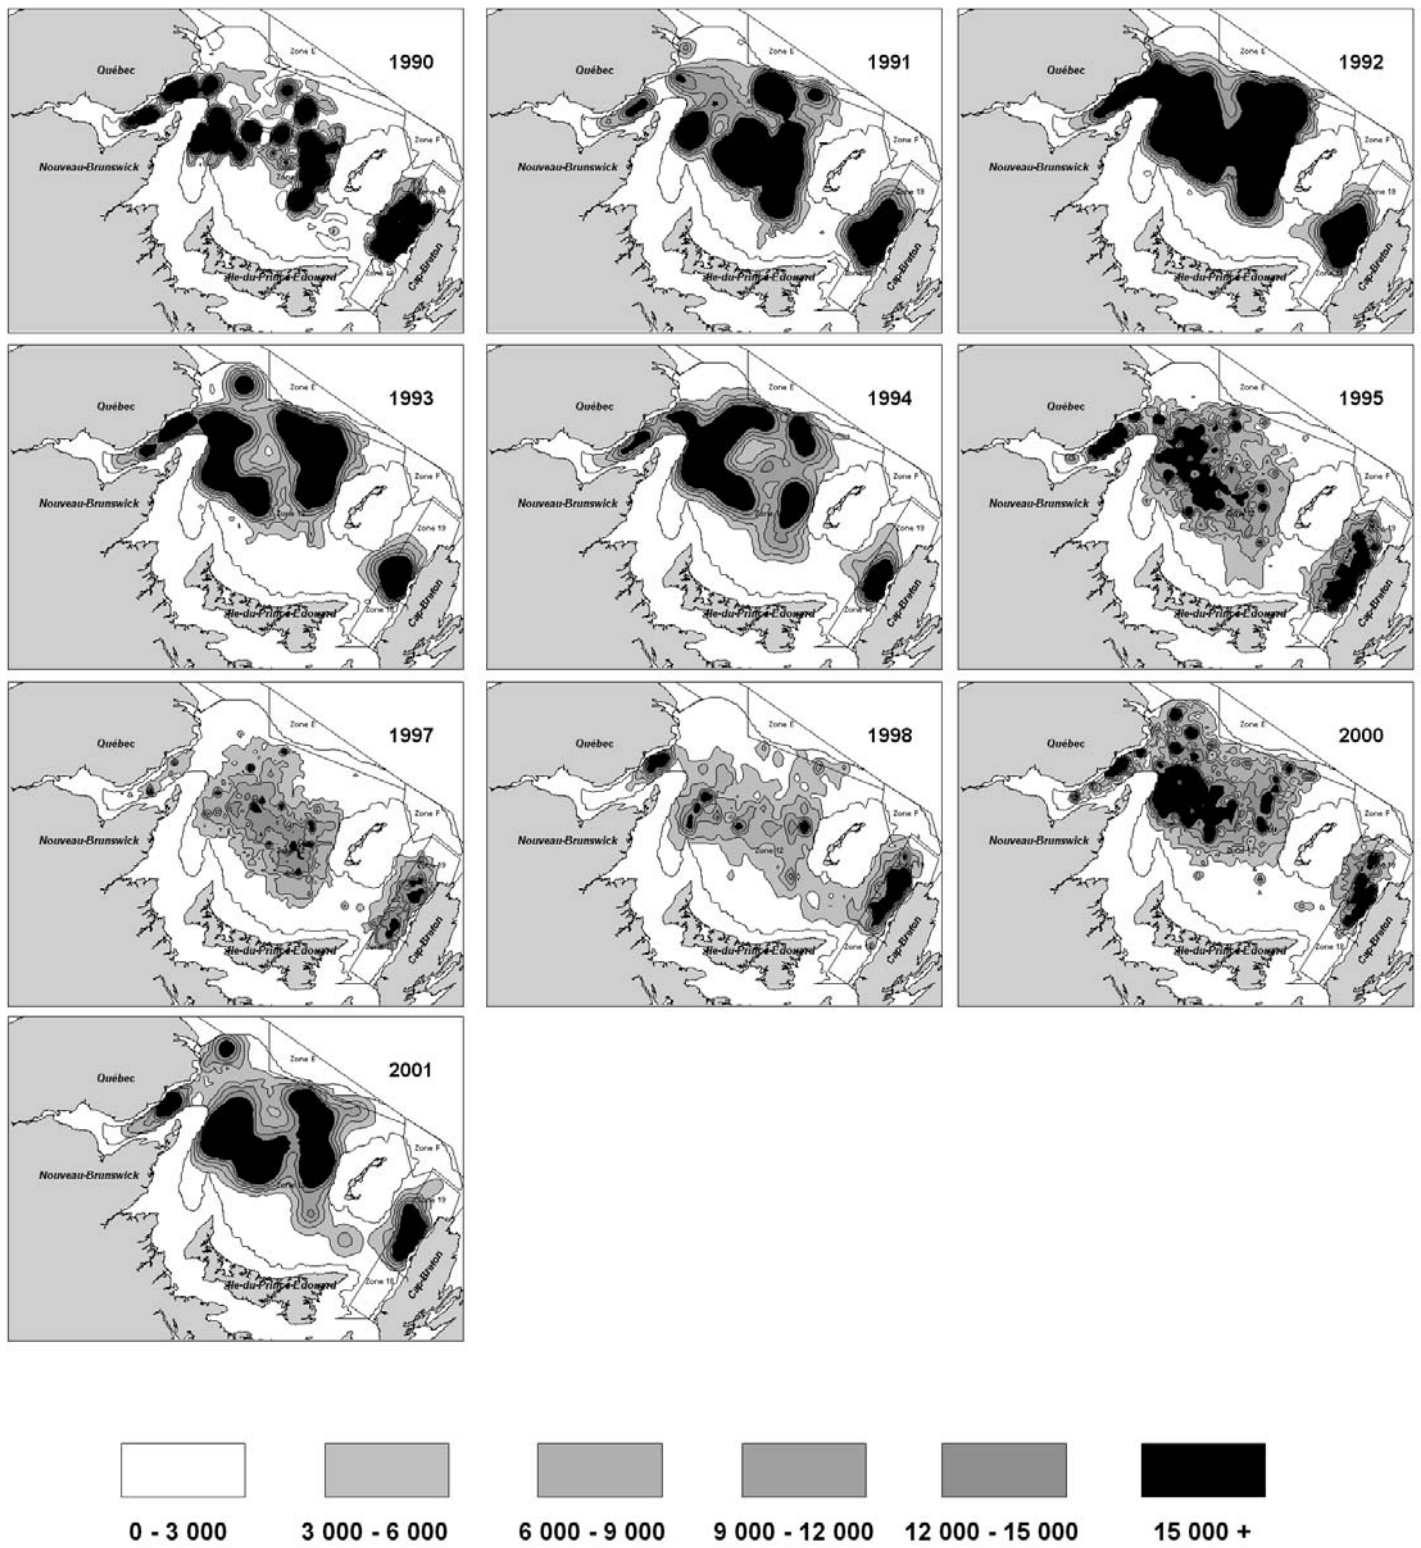 1990
Québec
Nouveau-Brunswick
Île-du-Prince-Édouard
Cap-Breton
Zone E
Zone F
1991
Québec
Nouveau-Brunswick
Île-du-Prince-Édouard
Cap-Breton
Zone E
Zone F
1992
Québec
Nouveau-Brunswick
Île-du-Prince-Édouard
Cap-Breton
Zone E
Zone F
Zone 19
1993
Québec
Nouveau-Brunswick
Île-du-Prince-Édouard
Cap-Breton
Zone E
Zone F
Zone 19
1994
Québec
Nouveau-Brunswick
Île-du-Prince-Édouard
Cap-Breton
Zone E
Zone F
Zone 19
1995
Québec
Nouveau-Brunswick
Île-du-Prince-Édouard
Cap-Breton
Zone E
Zone F
1997
Québec
Nouveau-Brunswick
Île-du-Prince-Édouard
Cap-Breton
Zone E
Zone F
1998
Québec
Nouveau-Brunswick
Île-du-Prince-Édouard
Cap-Breton
Zone E
Zone F
Zone 12
2000
Québec
Nouveau-Brunswick
Île-du-Prince-Édouard
Cap-Breton
Zone E
Zone F
Zone 18
2001
Québec
Nouveau-Brunswick
Île-du-Prince-Édouard
Cap-Breton
Zone E
Zone F
Zone 18
0 - 3 000
3 000 - 6 000
6 000 - 9 000
9 000 - 12 000
12 000 - 15 000
15 000 +